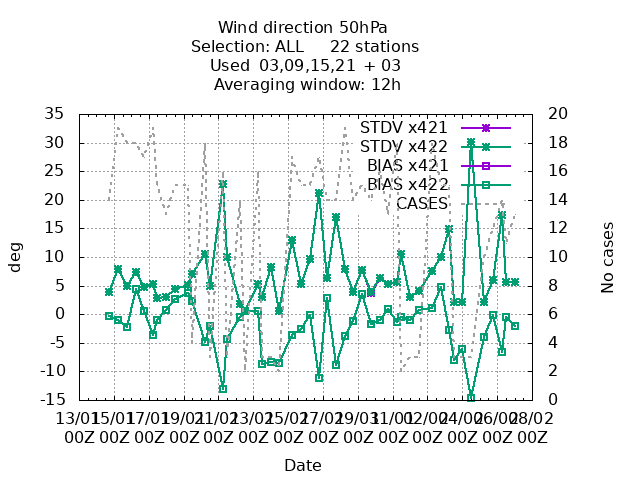 Wind direction 50hPa
Selection: ALL 22 stations
Used 03,09,15,21 + 03
Averaging window: 12h
35
30
25
20
15
10
5
0
-5
-10
-15
deg
STDV x421
STDV x422
BIAS x421
BIAS x422
CASES
20
18
16
14
12
10
8
6
4
2
0
No cases
13/01 15/01 17/01 19/01 21/01 23/01 25/01 27/01 29/01 31/01 02/02 04/02 06/02 08/02
00Z 00Z 00Z 00Z 00Z 00Z 00Z 00Z 00Z 00Z 00Z 00Z 00Z 00Z
Date